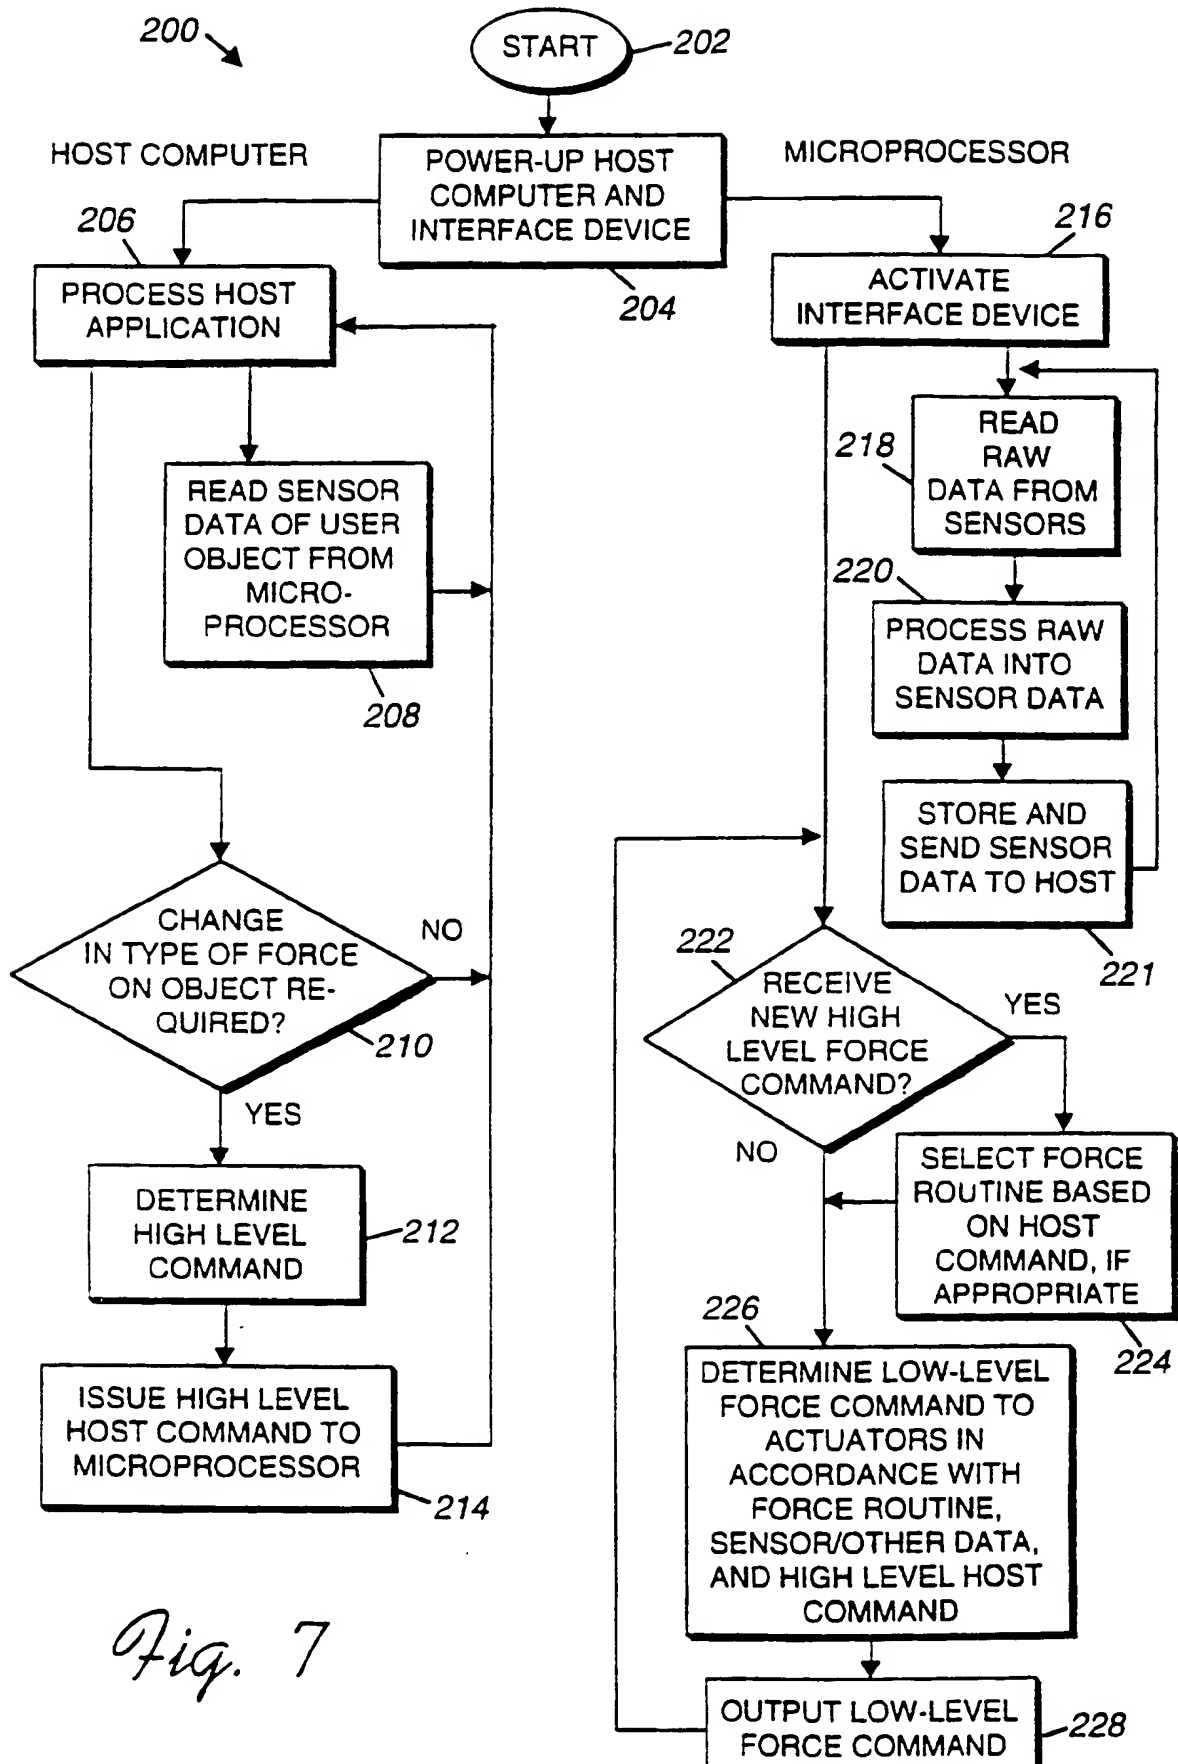 200
START
202
HOST COMPUTER
POWER-UP HOST
COMPUTER AND
INTERFACE DEVICE
204
MICROPROCESSOR
206
PROCESS HOST
APPLICATION
READ SENSOR
DATA OF USER
OBJECT FROM
MICRO-
PROCESSOR
208
CHANGE
IN TYPE OF FORCE
ON OBJECT RE-
QUIRED?
NO
210
YES
DETERMINE
HIGH LEVEL
COMMAND
212
ISSUE HIGH LEVEL
HOST COMMAND TO
MICROPROCESSOR
214
216
ACTIVATE
INTERFACE DEVICE
218
READ
RAW
DATA FROM
SENSORS
220
PROCESS RAW
DATA INTO
SENSOR DATA
STORE AND
SEND SENSOR
DATA TO HOST
221
222
RECEIVE
NEW HIGH
LEVEL FORCE
COMMAND?
YES
NO
SELECT FORCE
ROUTINE BASED
ON HOST
COMMAND, IF
APPROPRIATE
224
226
DETERMINE LOW-LEVEL
FORCE COMMAND TO
ACTUATORS IN
ACCORDANCE WITH
FORCE ROUTINE,
SENSOR/OTHER DATA,
AND HIGH LEVEL HOST
COMMAND
OUTPUT LOW-LEVEL
FORCE COMMAND
228
Fig. 7